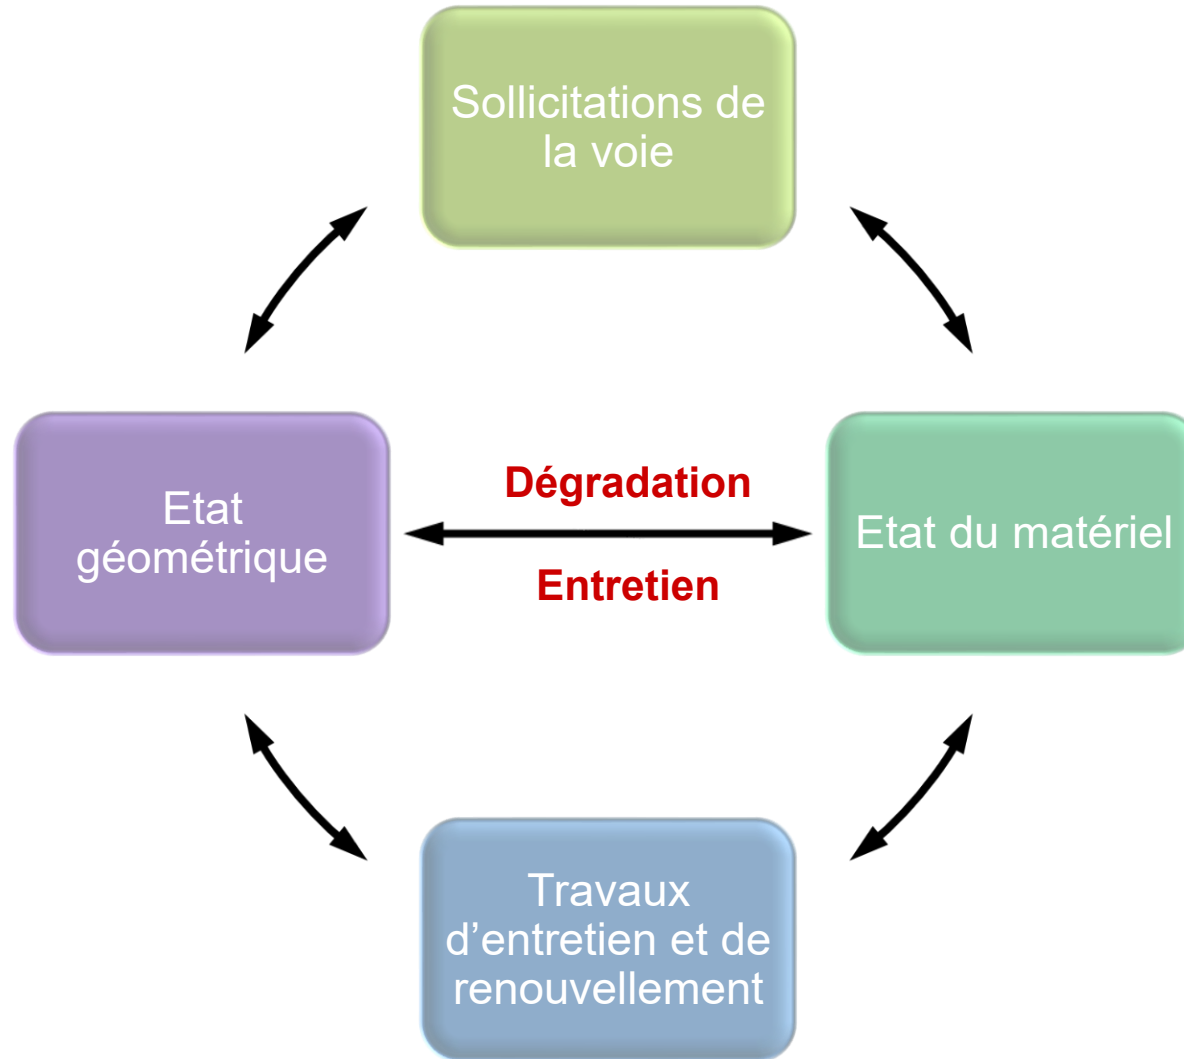 Sollicitations de
la voie
Dégradation
Etat
géométrique
Etat du matériel
Entretien
Travaux
d’entretien et de
renouvellement